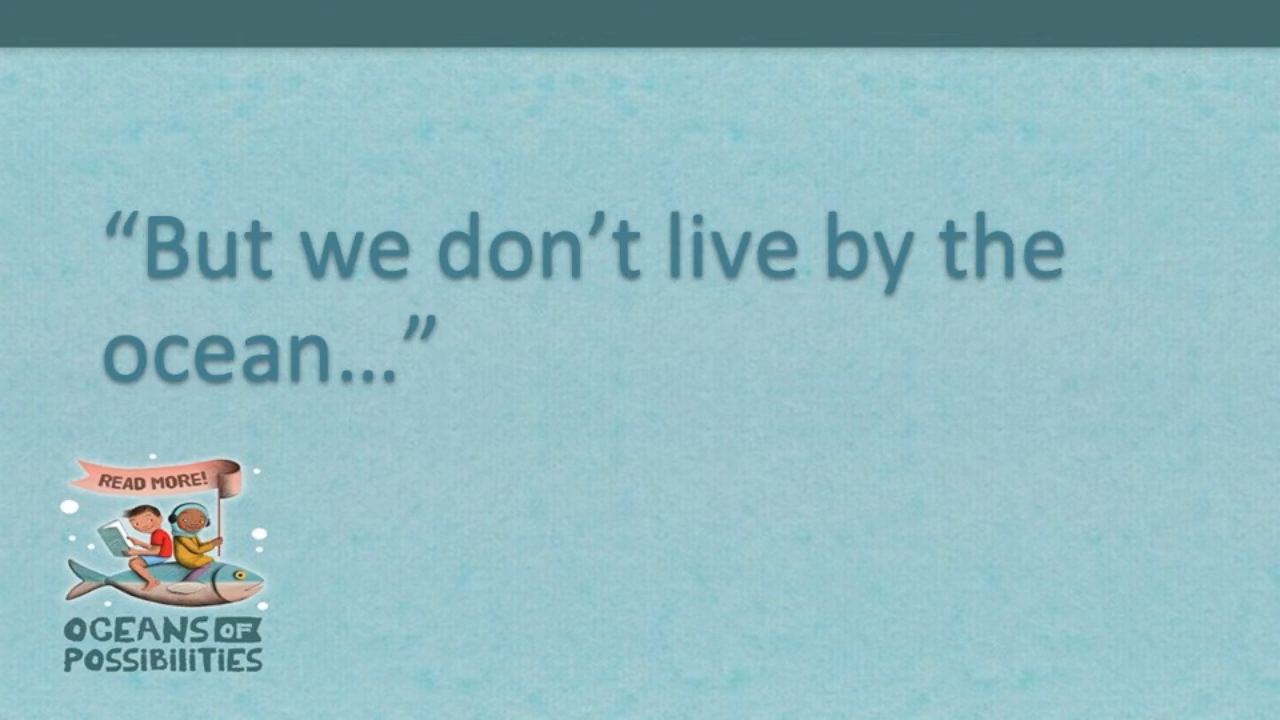 “But we don’t live by the
ocean…”
READ MORE!
OCEANS OF
POSSIBILITIES